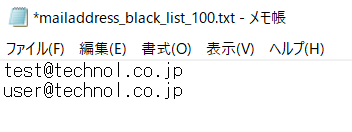 *mailaddress_black_list_100.txt - メモ帳
ファイル(F) 編集(E) 書式(O) 表示(V) ヘルプ(H)
test@technol.co.jp
user@technol.co.jp